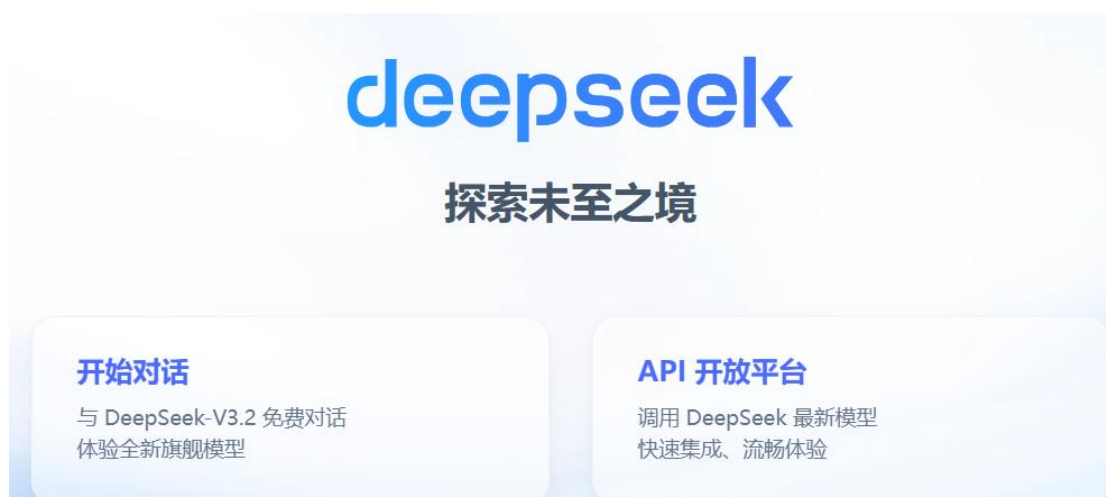 deepseek
探索未至之境
开始对话
与 DeepSeek-V3.2 免费对话
体验全新旗舰模型
API 开放平台
调用 DeepSeek 最新模型
快速集成、流畅体验